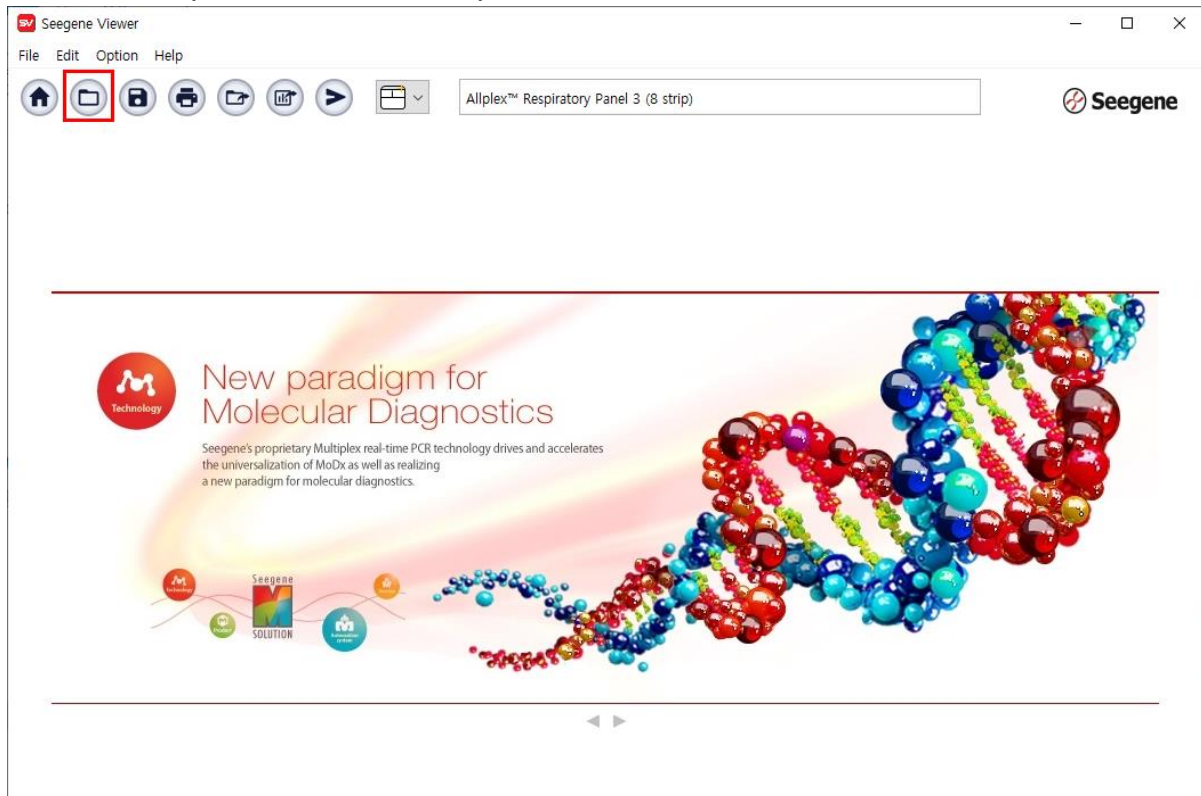 Seegene Viewer
File Edit Option Help
Allplex™ Respiratory Panel 3 (8 strip)
Seegene
New paradigm for
Molecular Diagnostics
Technology
Seegene's proprietary Multiplex real-time PCR technology drives and accelerates
the universalization of MoDx as well as realizing
a new paradigm for molecular diagnostics.
Seegene
SOLUTION